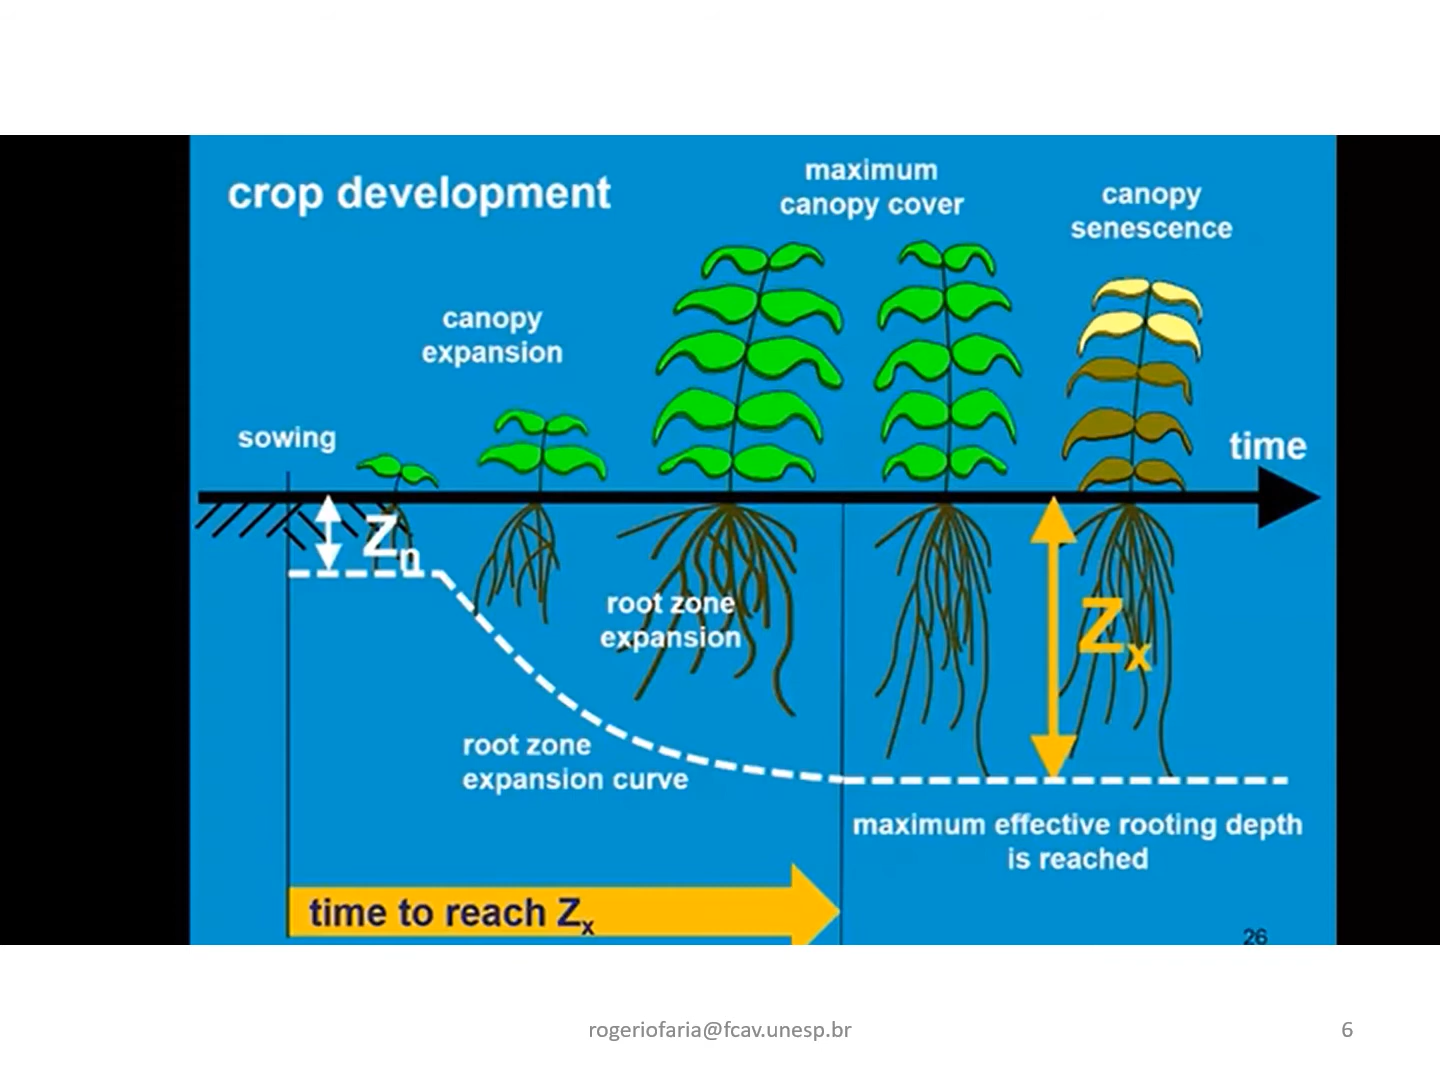 crop development
maximum
canopy cover
canopy
senescence
canopy
expansion
sowing
time
Zn
root zone
expansion
Zx
root zone
expansion curve
maximum effective rooting depth
is reached
time to reach Zx
26
rogeriofaria@fcav.unesp.br
6